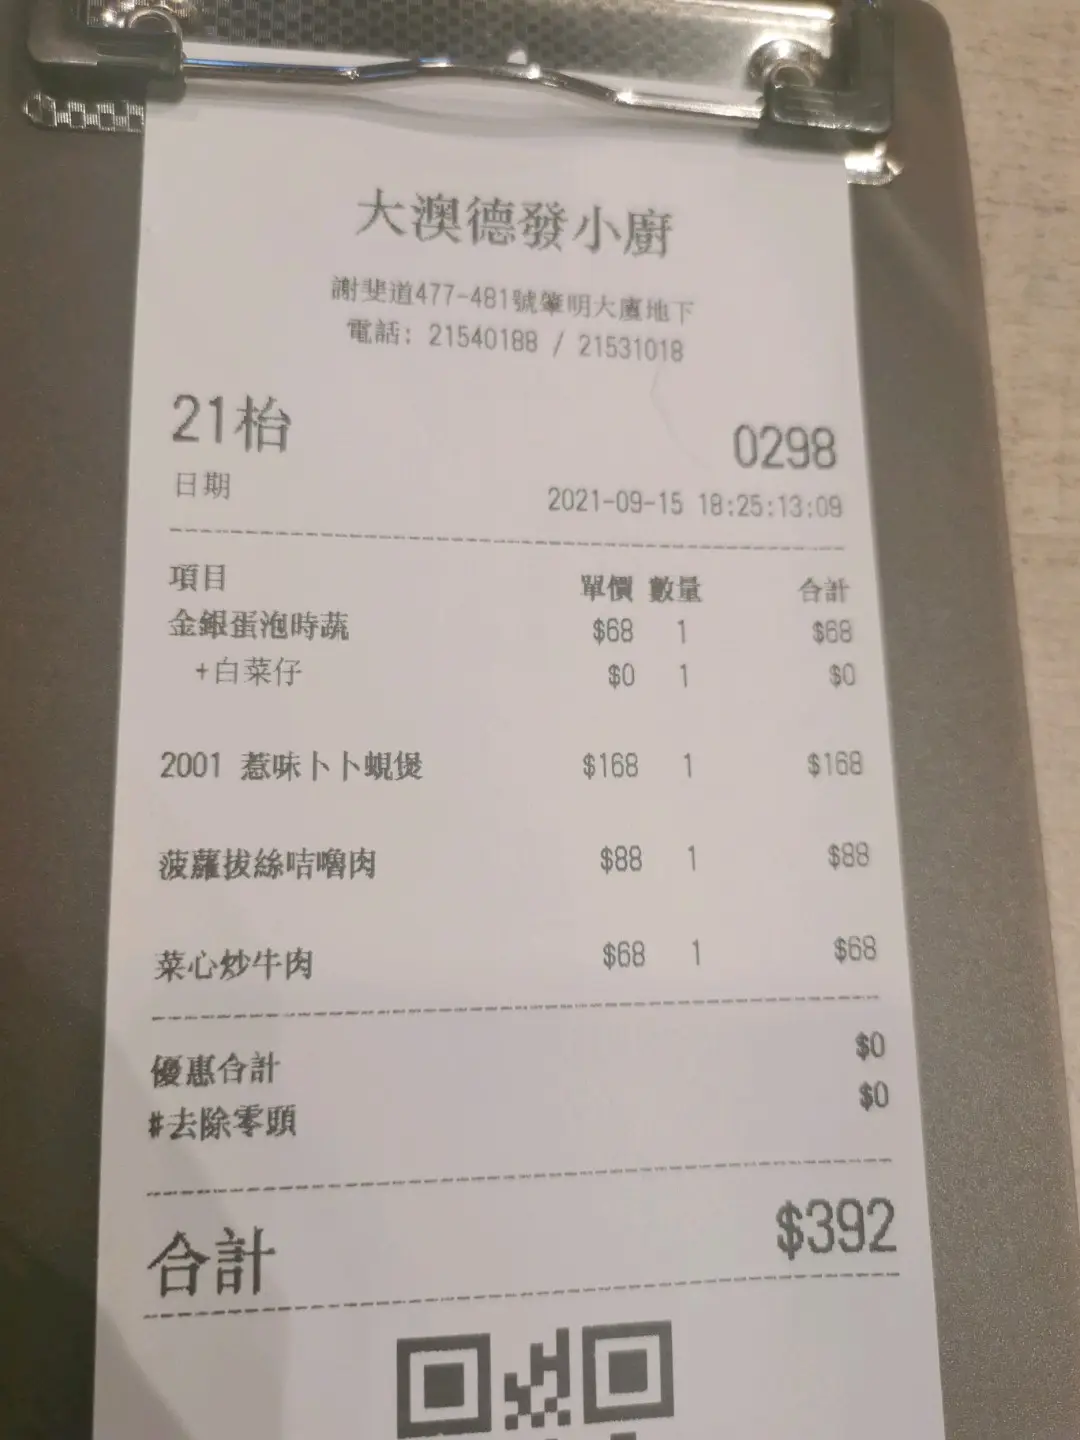 大澳德發小廚
謝斐道477-481號肇明大廈地下
電話: 21540188 / 21531018
21枱 0298
日期 2021-09-15 18:25:13:09
項目 單價 數量 合計
金銀蛋泡時蔬 $68 1 $68
+白菜仔 $0 1 $0
2001 惹味卜卜蜆煲 $168 1 $168
菠蘿拔絲咕嚕肉 $88 1 $88
菜心炒牛肉 $68 1 $68
優惠合計 $0
#去除零頭 $0
合計 $392